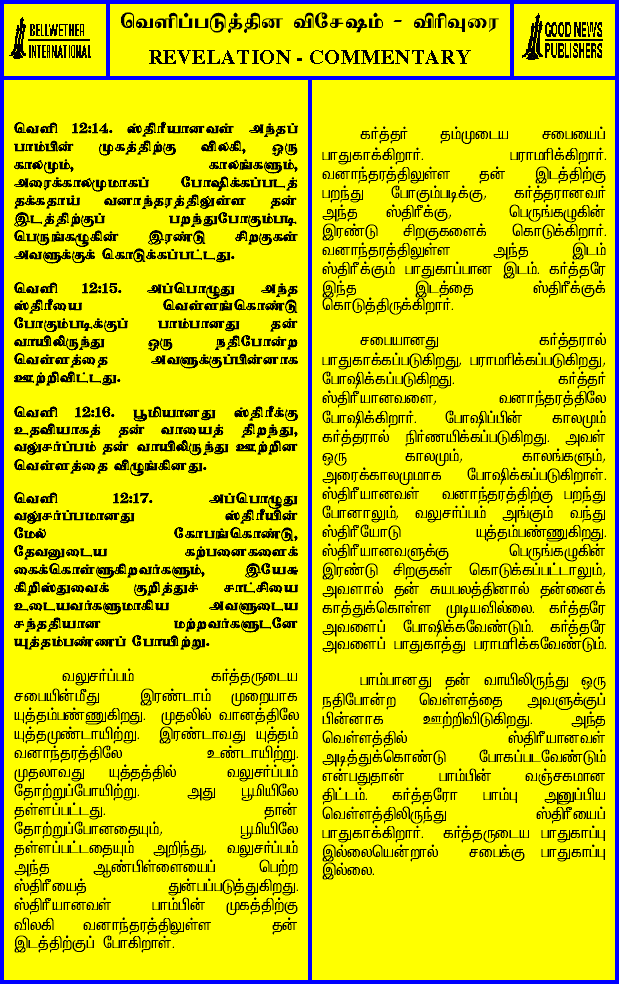 BELLWETHER
INTERNATIONAL
வெளிப்படுத்தின விசேஷம் - விரிவுரை
REVELATION - COMMENTARY
GOOD NEWS
PUBLISHERS
வெளி 12:14. ஸ்திரீயானவள் அந்தப்
பாம்பின் முகத்திற்கு விலகி, ஒரு
காலமும், காலங்களும்,
அரைக்காலமுமாகப் போஷிக்கப்படத்
தக்கதாய் வனாந்தரத்திலுள்ள தன்
இடத்திற்குப் பறந்துபோகும்படி
பெருங்கழுகின் இரண்டு சிறகுகள்
அவளுக்குக் கொடுக்கப்பட்டது.
வெளி 12:15. அப்பொழுது அந்த
ஸ்திரீயை வெள்ளங்கொண்டு
போகும்படிக்குப் பாம்பானது தன்
வாயிலிருந்து ஒரு நதிபோன்ற
வெள்ளத்தை அவளுக்குப்பின்னாக
ஊற்றிவிட்டது.
வெளி 12:16. பூமியானது ஸ்திரீக்கு
உதவியாகத் தன் வாயைத் திறந்து,
வலுசர்ப்பம் தன் வாயிலிருந்து ஊற்றின
வெள்ளத்தை விழுங்கினது.
வெளி 12:17. அப்பொழுது
வலுசர்ப்பமானது ஸ்திரீயின்
மேல் கோபங்கொண்டு,
தேவனுடைய கற்பனைகளைக்
கைக்கொள்ளுகிறவர்களும், இயேசு
கிறிஸ்துவைக் குறித்துச் சாட்சியை
உடையவர்களுமாகிய அவளுடைய
சந்ததியான மற்றவர்களுடனே
யுத்தம்பண்ணப் போயிற்று.
வலுசர்ப்பம் கர்த்தருடைய
சபையின்மீது இரண்டாம் முறையாக
யுத்தம்பண்ணுகிறது. முதலில் வானத்திலே
யுத்தமுண்டாயிற்று. இரண்டாவது யுத்தம்
வனாந்தரத்திலே உண்டாயிற்று.
முதலாவது யுத்தத்தில் வலுசர்ப்பம்
தோற்றுப்போயிற்று. அது பூமியிலே
தள்ளப்பட்டது. தான்
தோற்றுப்போனதையும், பூமியிலே
தள்ளப்பட்டதையும் அறிந்து, வலுசர்ப்பம்
அந்த ஆண்பிள்ளையைப் பெற்ற
ஸ்திரீயைத் துன்பப்படுத்துகிறது.
ஸ்திரீயானவள் பாம்பின் முகத்திற்கு
விலகி வனாந்தரத்திலுள்ள தன்
இடத்திற்குப் போகிறாள்.
கர்த்தர் தம்முடைய சபையைப்
பாதுகாக்கிறார். பராமரிக்கிறார்.
வனாந்தரத்திலுள்ள தன் இடத்திற்கு
பறந்து போகும்படிக்கு, கர்த்தரானவர்
அந்த ஸ்திரீக்கு, பெருங்கழுகின்
இரண்டு சிறகுகளைக் கொடுக்கிறார்.
வனாந்தரத்திலுள்ள அந்த இடம்
ஸ்திரீக்கும் பாதுகாப்பான இடம். கர்த்தரே
இந்த இடத்தை ஸ்திரீக்குக்
கொடுத்திருக்கிறார்.
சபையானது கர்த்தரால்
பாதுகாக்கப்படுகிறது, பராமரிக்கப்படுகிறது,
போஷிக்கப்படுகிறது. கர்த்தர்
ஸ்திரீயானவளை, வனாந்தரத்திலே
போஷிக்கிறார். போஷிப்பின் காலமும்
கர்த்தரால் நிர்ணயிக்கப்படுகிறது. அவள்
ஒரு காலமும், காலங்களும்,
அரைக்காலமுமாக போஷிக்கப்படுகிறாள்.
ஸ்திரீயானவள் வனாந்தரத்திற்கு பறந்து
போனாலும், வலுசர்ப்பம் அங்கும் வந்து
ஸ்திரீயோடு யுத்தம்பண்ணுகிறது.
ஸ்திரீயானவளுக்கு பெருங்கழுகின்
இரண்டு சிறகுகள் கொடுக்கப்பட்டாலும்,
அவளால் தன் சுயபலத்தினால் தன்னைக்
காத்துக்கொள்ள முடியவில்லை. கர்த்தரே
அவளைப் போஷிக்கவேண்டும். கர்த்தரே
அவளைப் பாதுகாத்து பராமரிக்கவேண்டும்.
பாம்பானது தன் வாயிலிருந்து ஒரு
நதிபோன்ற வெள்ளத்தை அவளுக்குப்
பின்னாக ஊற்றிவிடுகிறது. அந்த
வெள்ளத்தில் ஸ்திரீயானவள்
அடித்துக்கொண்டு போகப்படவேண்டும்
என்பதுதான் பாம்பின் வஞ்சகமான
திட்டம். கர்த்தரோ பாம்பு அனுப்பிய
வெள்ளத்திலிருந்து ஸ்திரீயைப்
பாதுகாக்கிறார். கர்த்தருடைய பாதுகாப்பு
இல்லையென்றால் சபைக்கு பாதுகாப்பு
இல்லை.